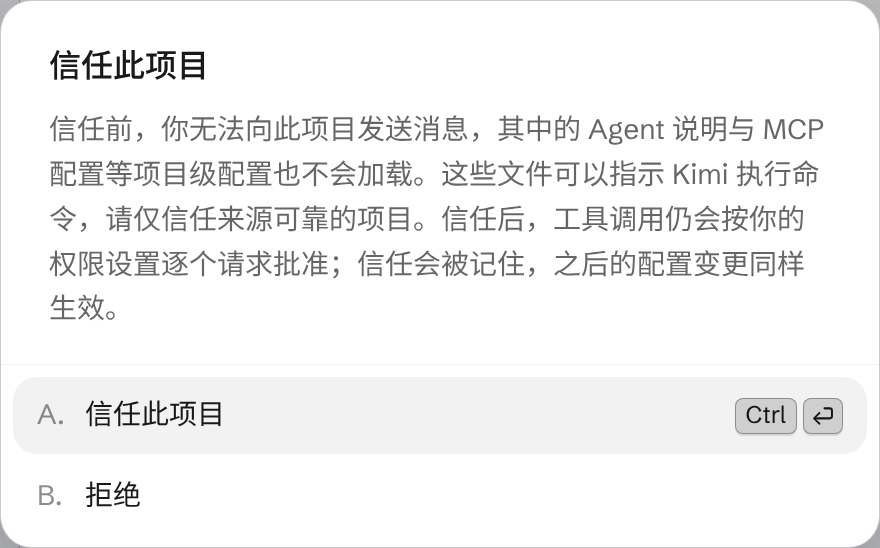 信任此项目
信任前，你无法向此项目发送消息，其中的 Agent 说明与 MCP
配置等项目级配置也不会加载。这些文件可以指示 Kimi 执行命
令，请仅信任来源可靠的项目。信任后，工具调用仍会按你的
权限设置逐个请求批准；信任会被记住，之后的配置变更同样
生效。
A. 信任此项目 Ctrl ↵
B. 拒绝